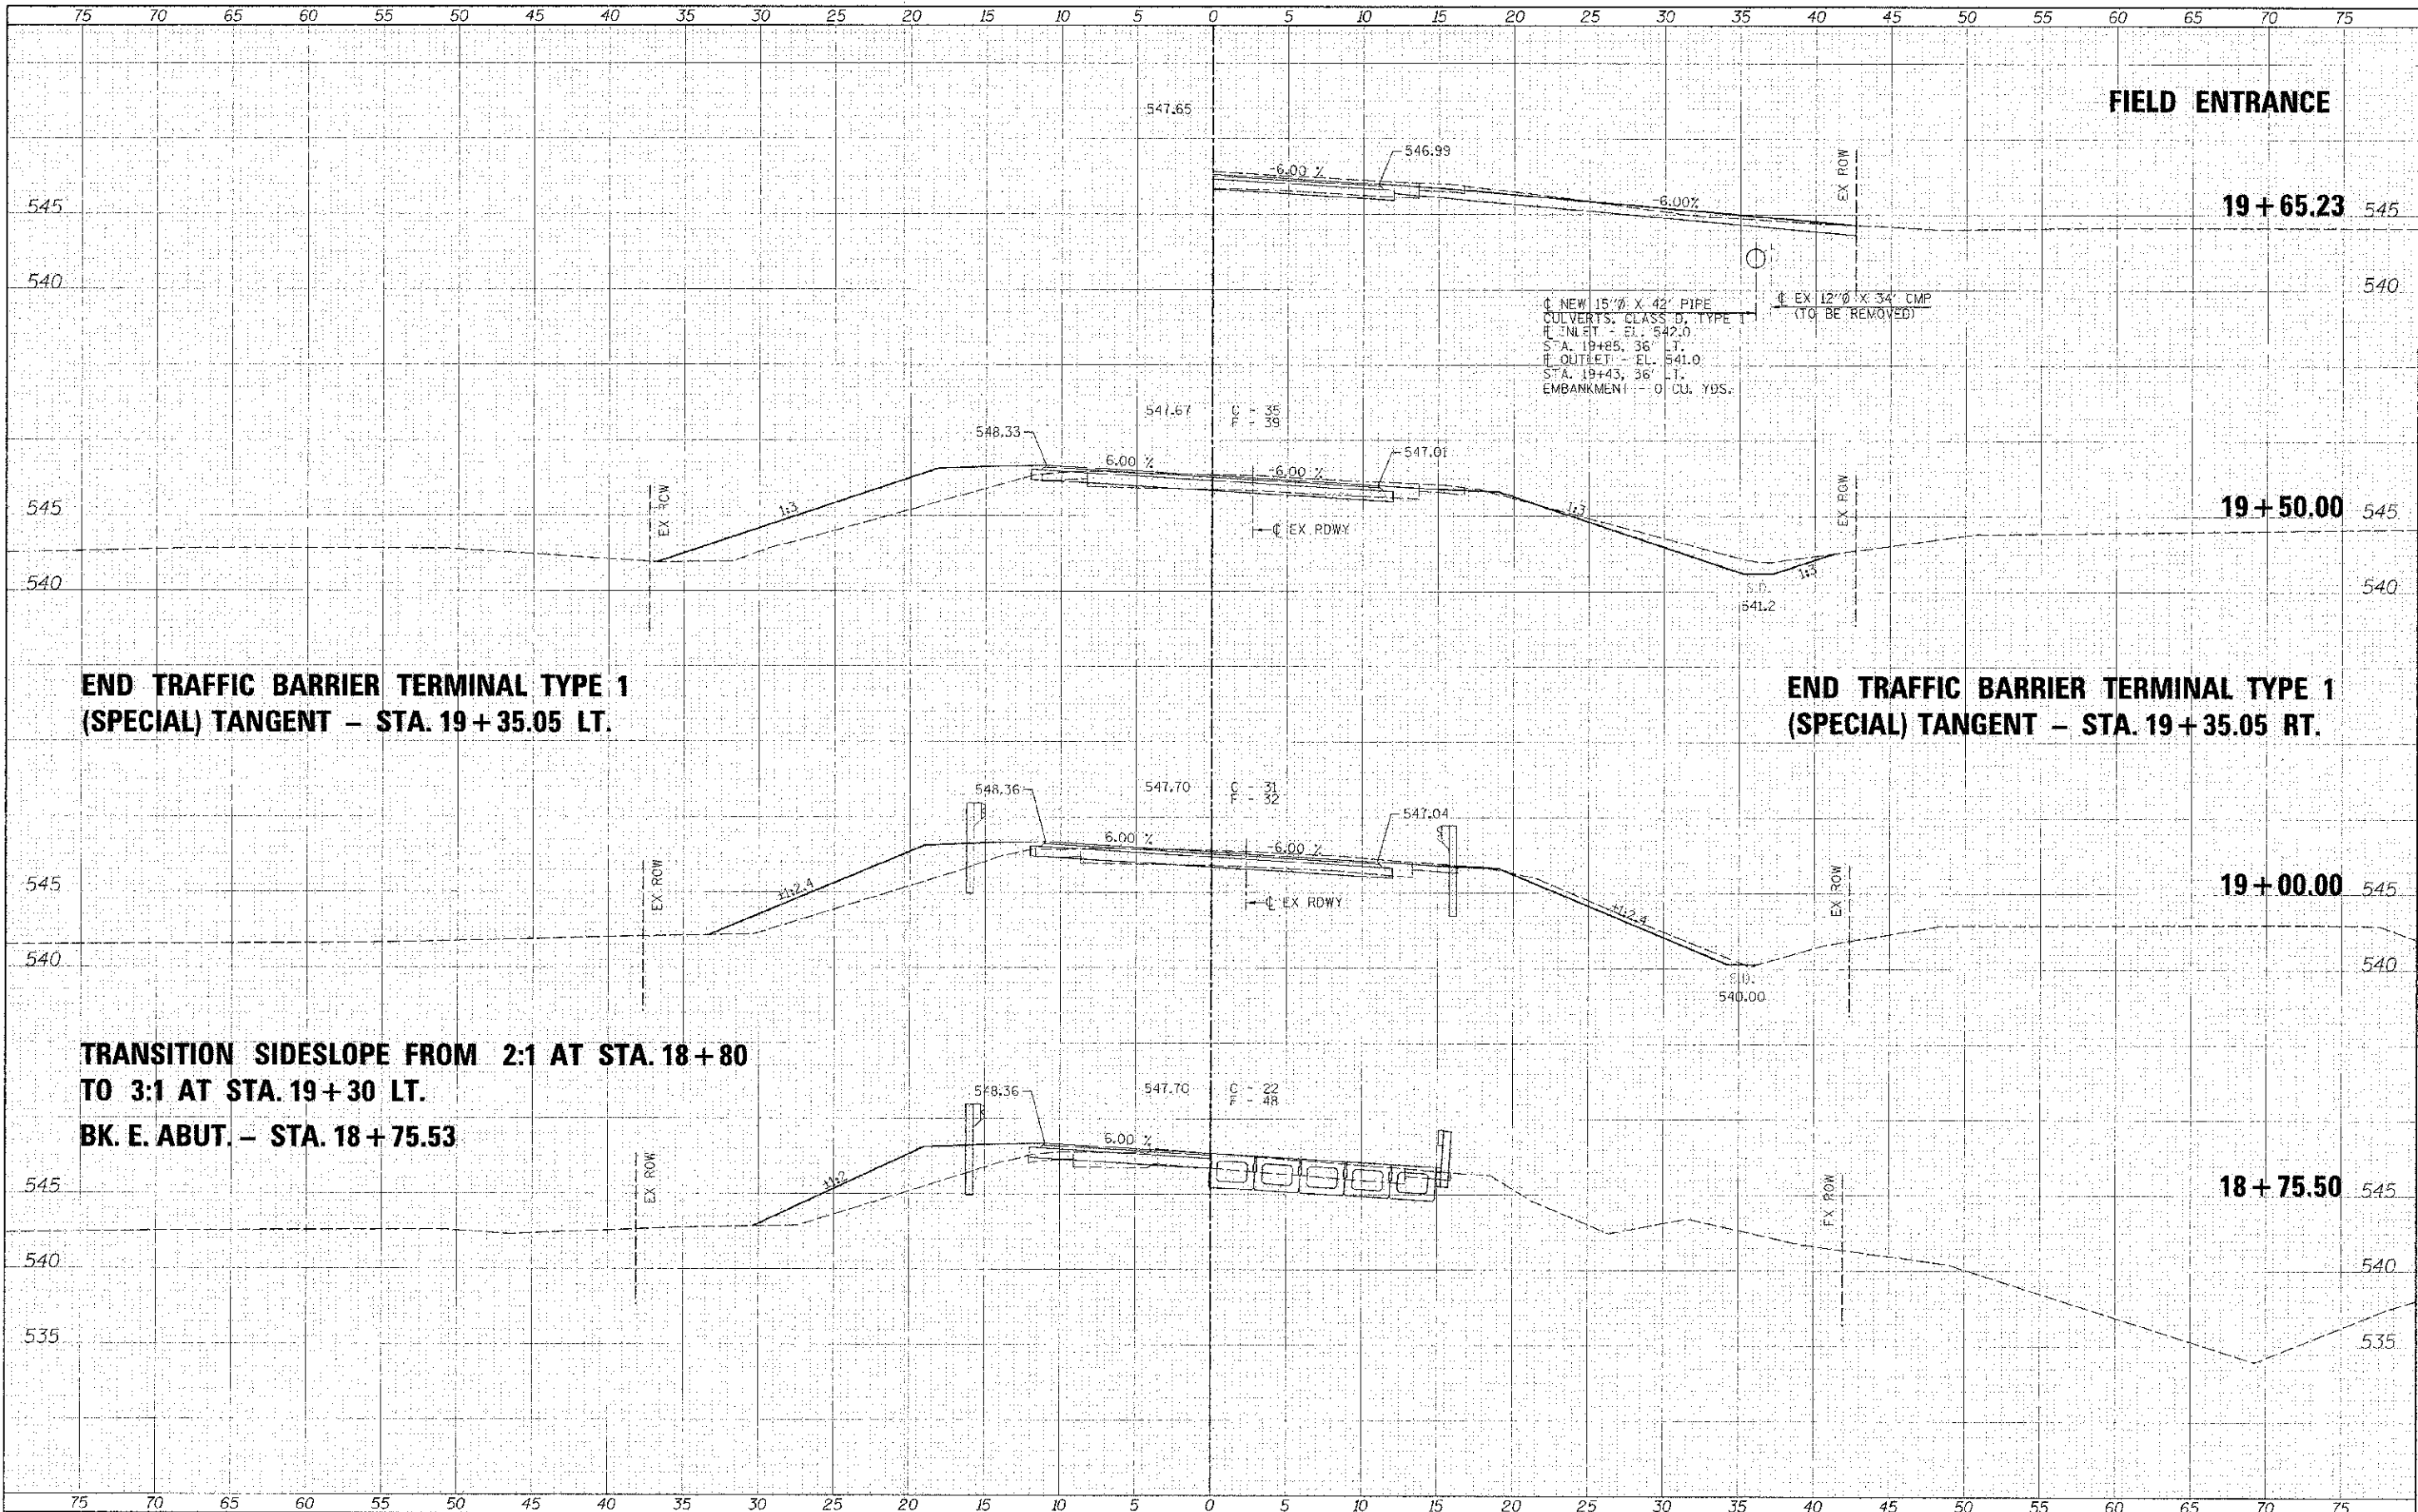 75 70 65 60 55 50 45 40 35 30 25 20 15 10 5 0 5 10 15 20 25 30 35 40 45 50 55 60 65 70 75
FIELD ENTRANCE
547.65
546.99
-6.00 %
-6.00%
EX ROW
545
19+65.23 545
540
540
℄ NEW 15"Ø X 42' PIPE
CULVERTS, CLASS D, TYPE 1
INLET - EL. 542.0
STA. 19+85, 36' LT.
OUTLET - EL. 541.0
STA. 19+43, 36' LT.
EMBANKMENT - 0 CU. YDS.
℄ EX 12"Ø X 34' CMP
(TO BE REMOVED)
547.67
C - 35
F - 39
548.33
547.01
6.00 %
-6.00 %
EX ROW
EX ROW
1:3
1:3
1:3
℄ EX RDWY
545
19+50.00 545
540
540
S.D.
541.2
END TRAFFIC BARRIER TERMINAL TYPE 1
(SPECIAL) TANGENT – STA. 19+35.05 LT.
END TRAFFIC BARRIER TERMINAL TYPE 1
(SPECIAL) TANGENT – STA. 19+35.05 RT.
548.36
547.70
C - 31
F - 32
547.04
6.00 %
-6.00 %
EX ROW
EX ROW
±1:2.4
±1:2.4
℄ EX RDWY
545
19+00.00 545
540
540
S.D.
540.00
TRANSITION SIDESLOPE FROM 2:1 AT STA. 18+80
TO 3:1 AT STA. 19+30 LT.
BK. E. ABUT. – STA. 18+75.53
548.36
547.70
C - 22
F - 48
6.00 %
EX ROW
EX ROW
±1:2
545
18+75.50 545
540
540
535
535
75 70 65 60 55 50 45 40 35 30 25 20 15 10 5 0 5 10 15 20 25 30 35 40 45 50 55 60 65 70 75